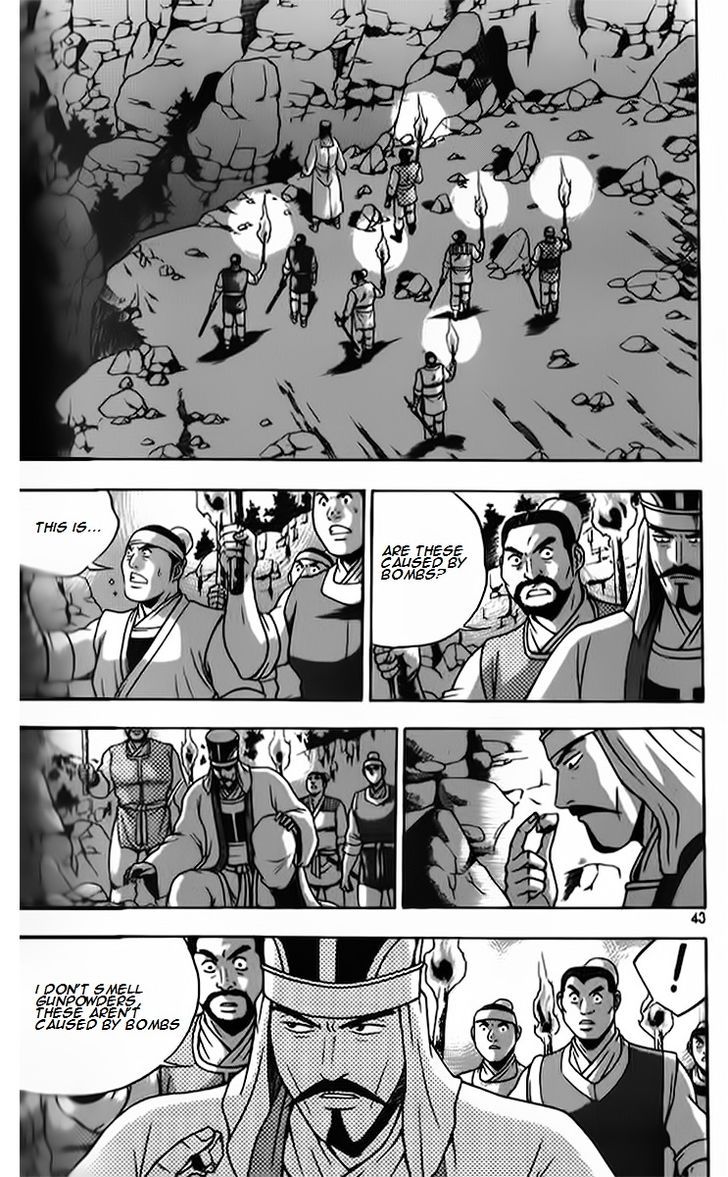 THIS IS...
ARE THESE
CAUSED BY
BOMBS?
43
I DON'T SMELL
GUNPOWDERS,
THESE AREN'T
CAUSED BY BOMBS
!